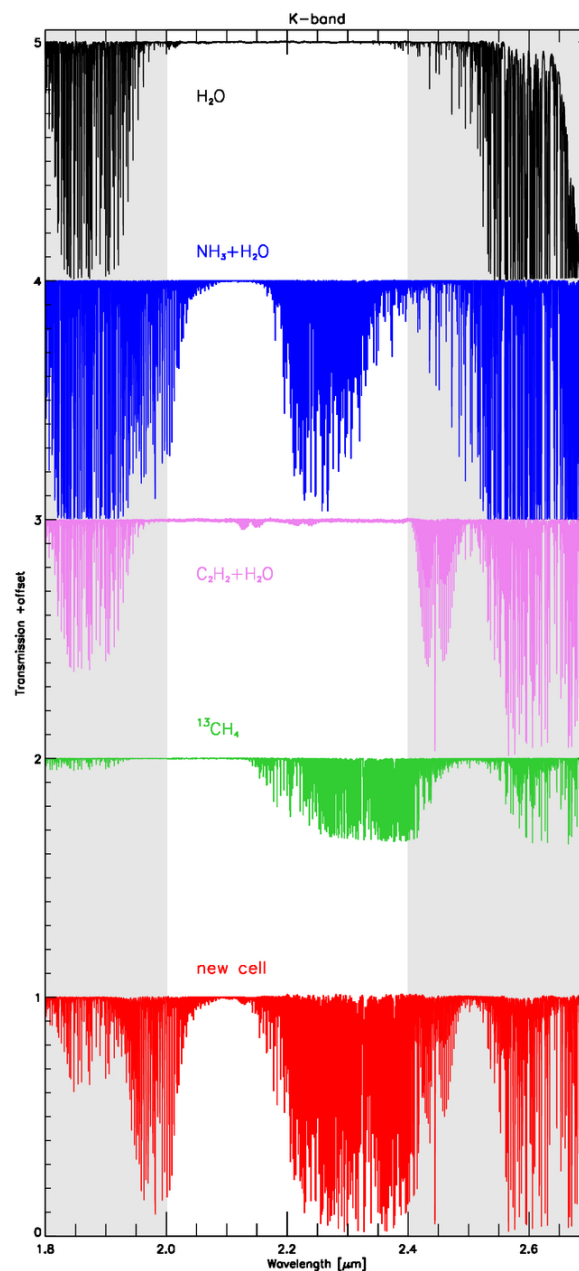 K-band
5
H₂O
NH₃+H₂O
4
3
C₂H₂+H₂O
Transmission +offset
¹³CH₄
2
new cell
1
0
1.8 2.0 2.2 2.4 2.6
Wavelength [μm]